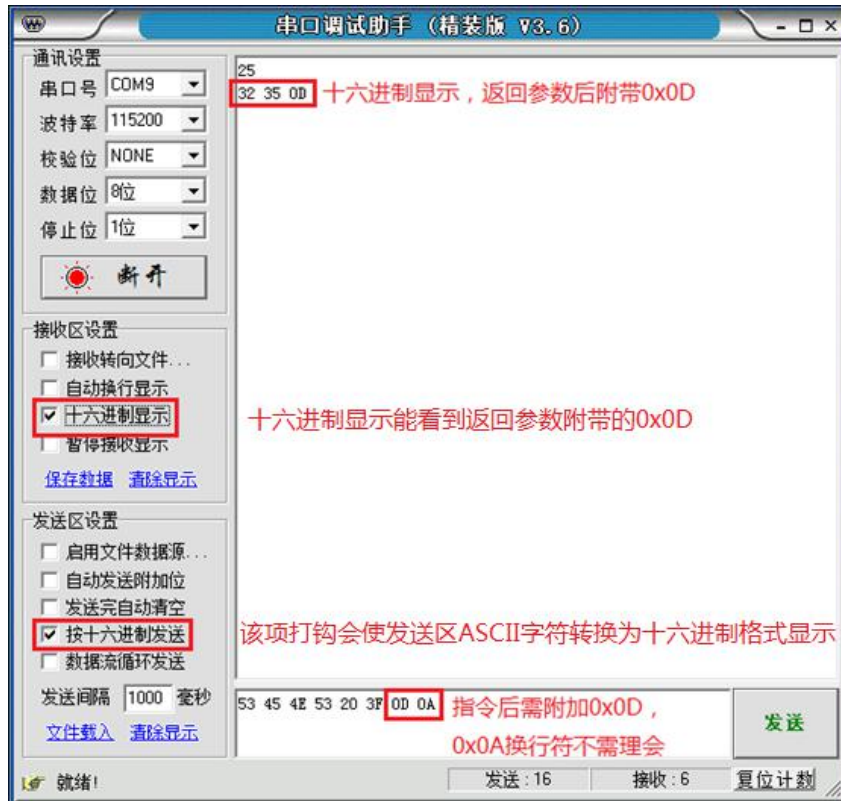 串口调试助手 (精装版 V3.6)
通讯设置
串口号 COM9
波特率 115200
校验位 NONE
数据位 8位
停止位 1位
断开
接收区设置
接收转向文件...
自动换行显示
十六进制显示
暂停接收显示
保存数据 清除显示
发送区设置
启用文件数据源...
自动发送附加位
发送完自动清空
按十六进制发送
数据流循环发送
发送间隔 1000 毫秒
文件载入 清除显示
25
32 35 0D 十六进制显示，返回参数后附带0x0D
十六进制显示能看到返回参数附带的0x0D
该项打钩会使发送区ASCII字符转换为十六进制格式显示
53 45 4E 53 20 3F 0D 0A 指令后需附加0x0D，
0x0A换行符不需理会
发送
就绪! 发送:16 接收:6 复位计数